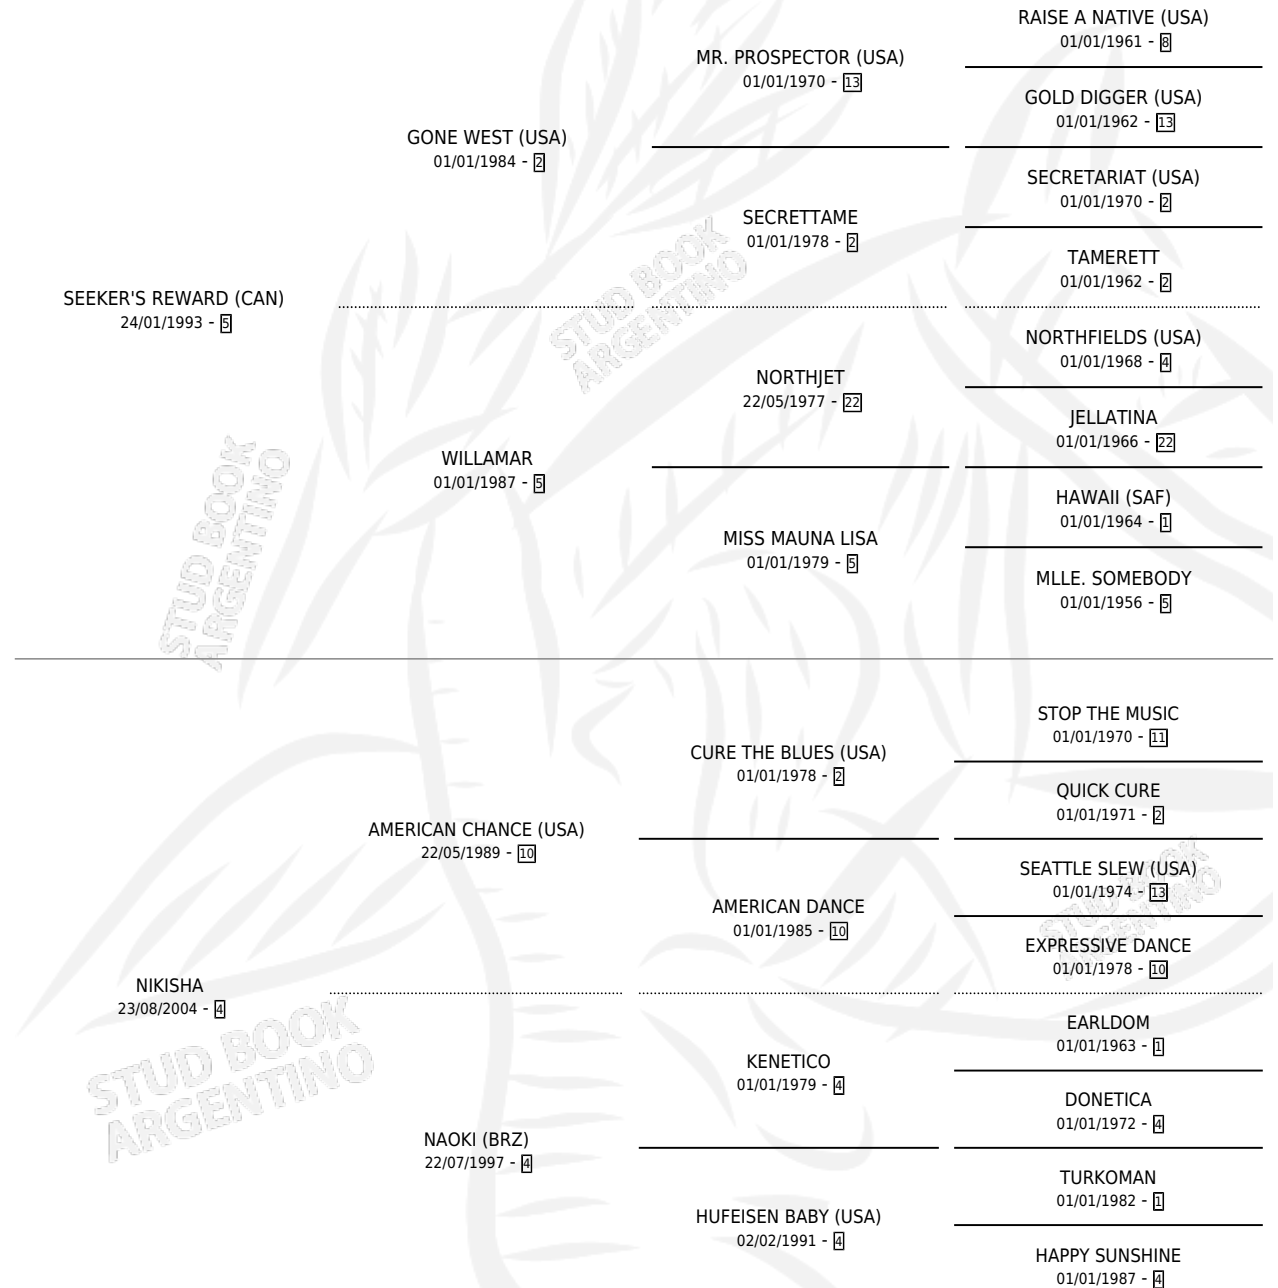 RAISE A NATIVE (USA)
01/01/1961 - 8
MR. PROSPECTOR (USA)
01/01/1970 - 13
GOLD DIGGER (USA)
01/01/1962 - 13
GONE WEST (USA)
01/01/1984 - 2
SECRETARIAT (USA)
01/01/1970 - 2
SECRETTAME
01/01/1978 - 2
TAMERETT
01/01/1962 - 2
SEEKER'S REWARD (CAN)
24/01/1993 - 5
NORTHFIELDS (USA)
01/01/1968 - 4
NORTHJET
22/05/1977 - 22
JELLATINA
01/01/1966 - 22
WILLAMAR
01/01/1987 - 5
HAWAII (SAF)
01/01/1964 - 1
MISS MAUNA LISA
01/01/1979 - 5
MLLE. SOMEBODY
01/01/1956 - 5
STUD BOOK
ARGENTINO
STUD BOOK
ARGENTINO
STOP THE MUSIC
01/01/1970 - 11
CURE THE BLUES (USA)
01/01/1978 - 2
QUICK CURE
01/01/1971 - 2
AMERICAN CHANCE (USA)
22/05/1989 - 10
SEATTLE SLEW (USA)
01/01/1974 - 13
AMERICAN DANCE
01/01/1985 - 10
EXPRESSIVE DANCE
01/01/1978 - 10
NIKISHA
23/08/2004 - 4
EARLDOM
01/01/1963 - 1
KENETICO
01/01/1979 - 4
DONETICA
01/01/1972 - 4
NAOKI (BRZ)
22/07/1997 - 4
TURKOMAN
01/01/1982 - 1
HUFEISEN BABY (USA)
02/02/1991 - 4
HAPPY SUNSHINE
01/01/1987 - 4
STUD BOOK
ARGENTINO
STUD BOOK
ARGENTINO